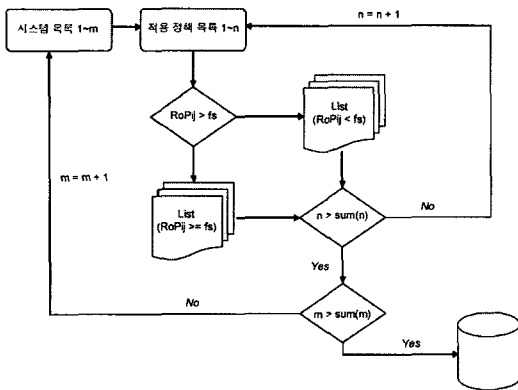 시스템 목록 1~m
적용 정책 목록 1~n
n = n + 1
RoPij > fs
List
(RoPij < fs)
m = m + 1
List
(RoPij >= fs)
n > sum(n)
No
Yes
No
m > sum(m)
Yes